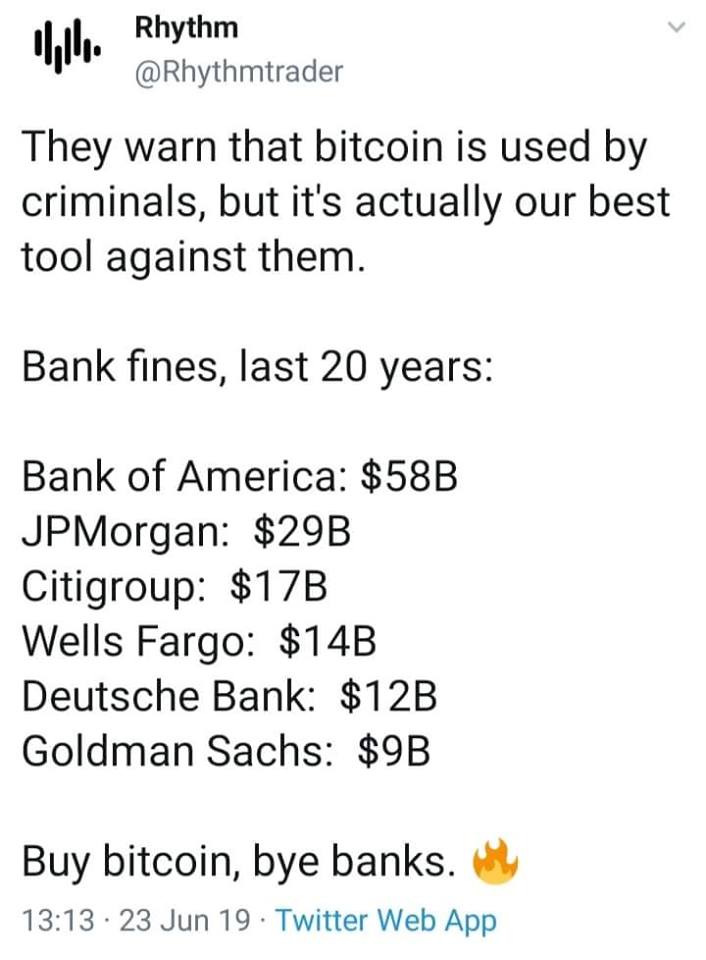 Rhythm
@Rhythmtrader
They warn that bitcoin is used by
criminals, but it's actually our best
tool against them.
Bank fines, last 20 years:
Bank of America: $58B
JPMorgan: $29B
Citigroup: $17B
Wells Fargo: $14B
Deutsche Bank: $12B
Goldman Sachs: $9B
Buy bitcoin, bye banks. 🔥
13:13 · 23 Jun 19 · Twitter Web App